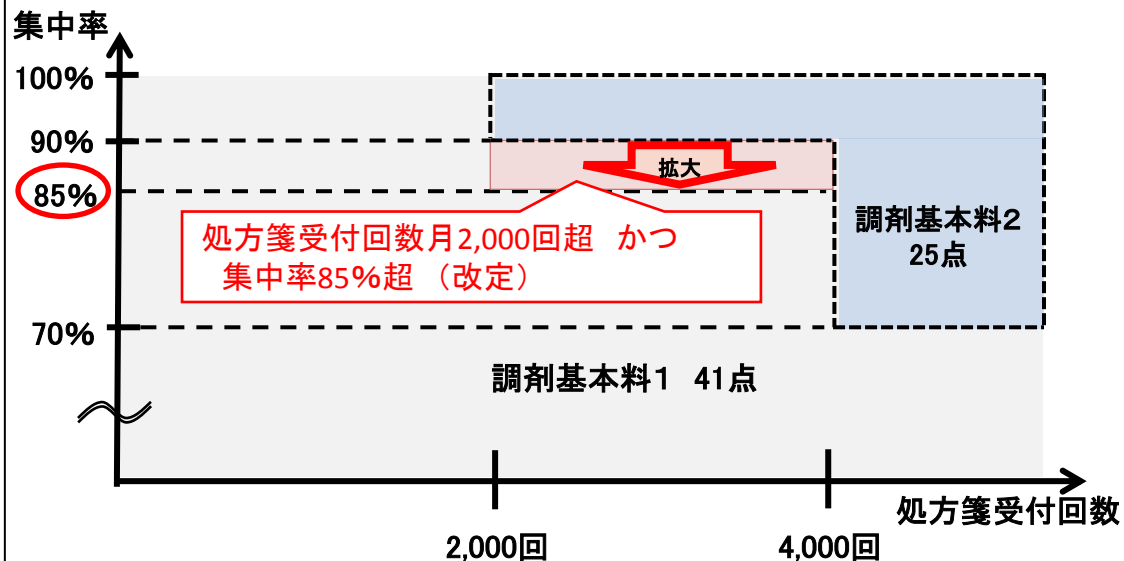 集中率
100%
90%
拡大
85%
処方箋受付回数月2,000回超　かつ
集中率85%超　（改定）
調剤基本料２
25点
70%
調剤基本料１　41点
処方箋受付回数
2,000回
4,000回